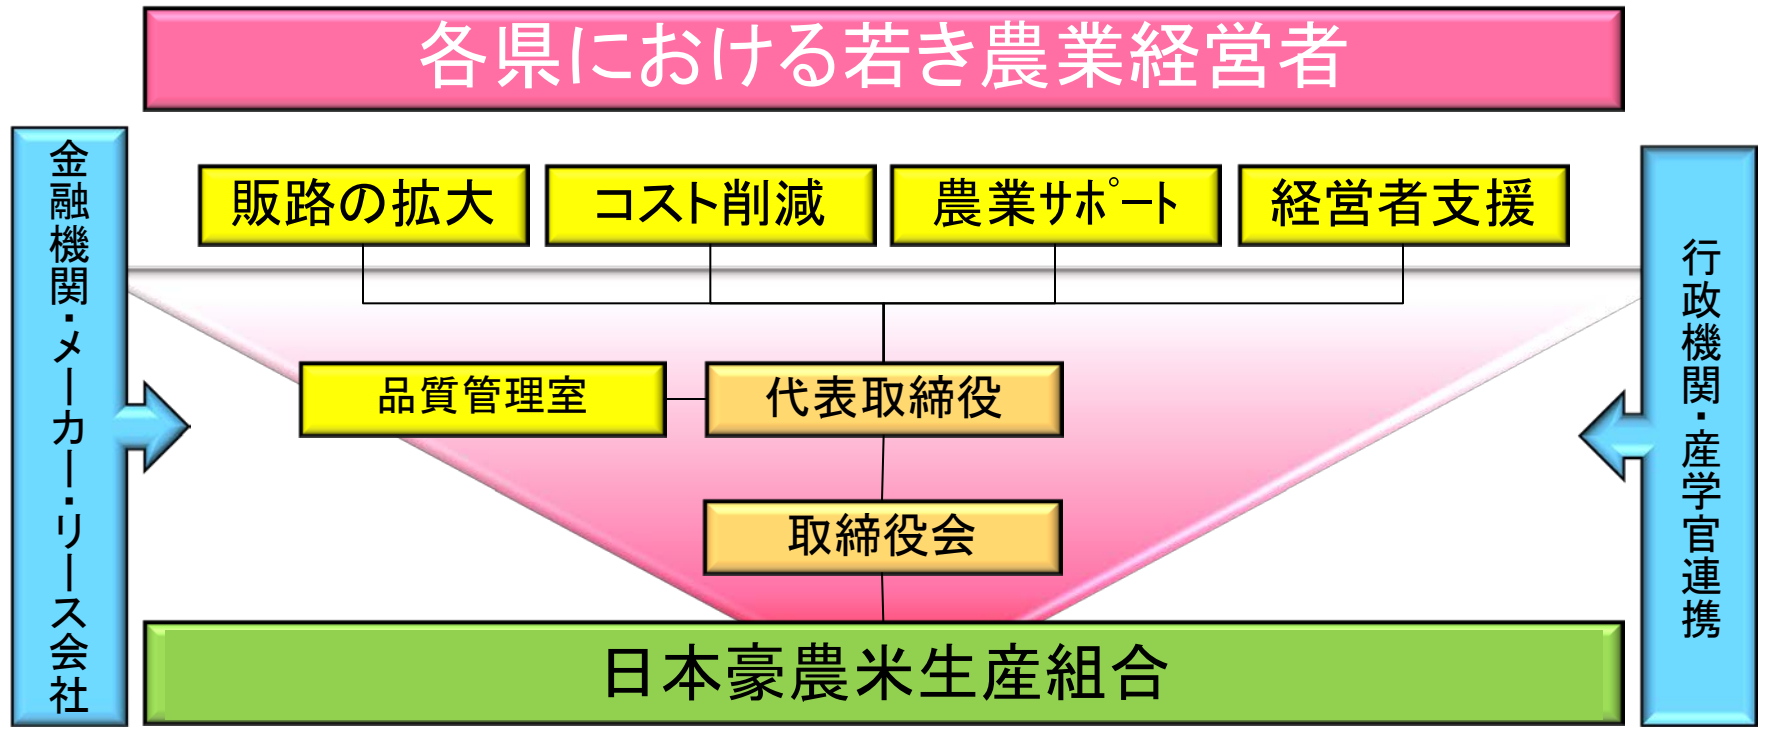 各県における若き農業経営者
金融機関・メーカー・リース会社
販路の拡大
コスト削減
農業ｻﾎﾟｰﾄ
経営者支援
行政機関・産学官連携
品質管理室
代表取締役
取締役会
日本豪農米生産組合